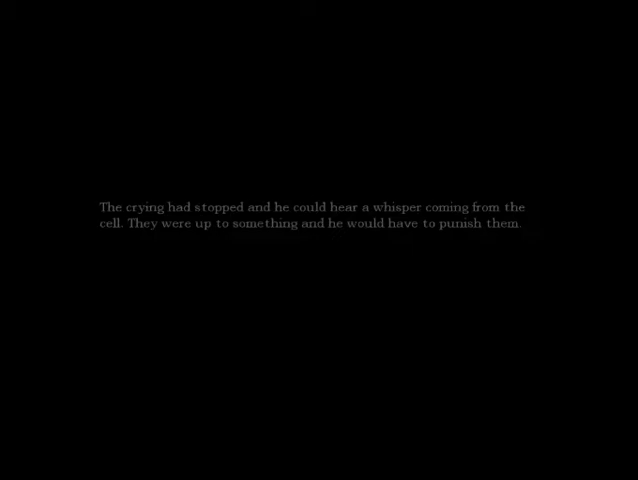 The crying had stopped and he could hear a whisper coming from the
cell. They were up to something and he would have to punish them.